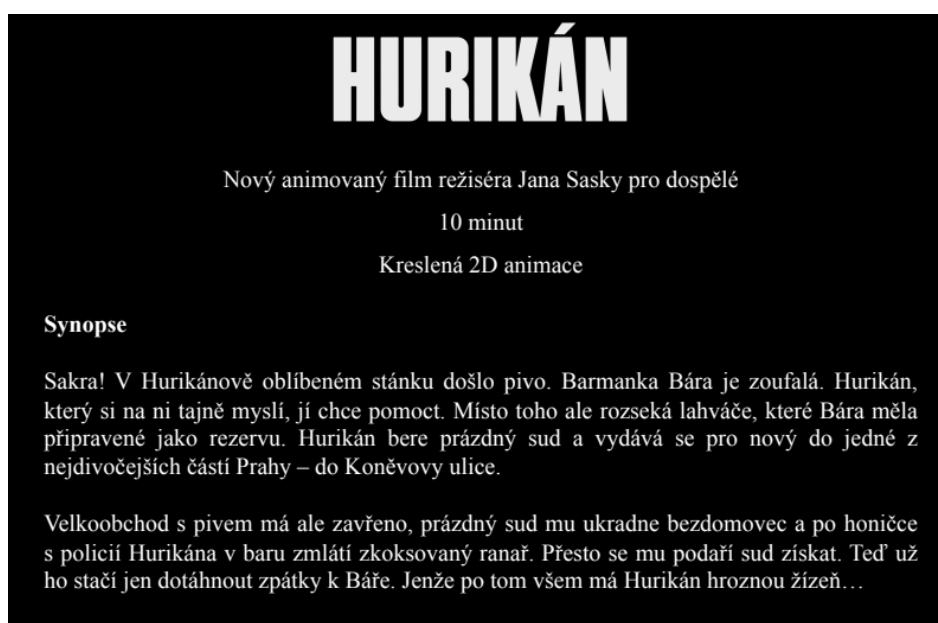 HURIKÁN
Nový animovaný film režiséra Jana Sasky pro dospělé
10 minut
Kreslená 2D animace
Synopse
Sakra! V Hurikánově oblíbeném stánku došlo pivo. Barmanka Bára je zoufalá. Hurikán,
který si na ni tajně myslí, jí chce pomoct. Místo toho ale rozseká lahváče, které Bára měla
připravené jako rezervu. Hurikán bere prázdný sud a vydává se pro nový do jedné z
nejdivočejších částí Prahy – do Koněvovy ulice.
Velkoobchod s pivem má ale zavřeno, prázdný sud mu ukradne bezdomovec a po honičce
s policií Hurikána v baru zmlátí zkoksovaný ranař. Přesto se mu podaří sud získat. Teď už
ho stačí jen dotáhnout zpátky k Báře. Jenže po tom všem má Hurikán hroznou žízeň…